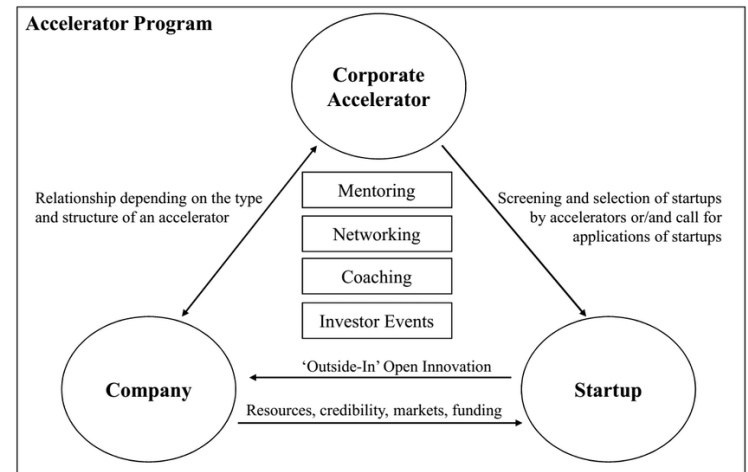 Accelerator Program
Corporate
Accelerator
Relationship depending on the type
and structure of an accelerator
Mentoring
Networking
Coaching
Investor Events
Screening and selection of startups
by accelerators or/and call for
applications of startups
Company
‘Outside-In’ Open Innovation
Resources, credibility, markets, funding
Startup